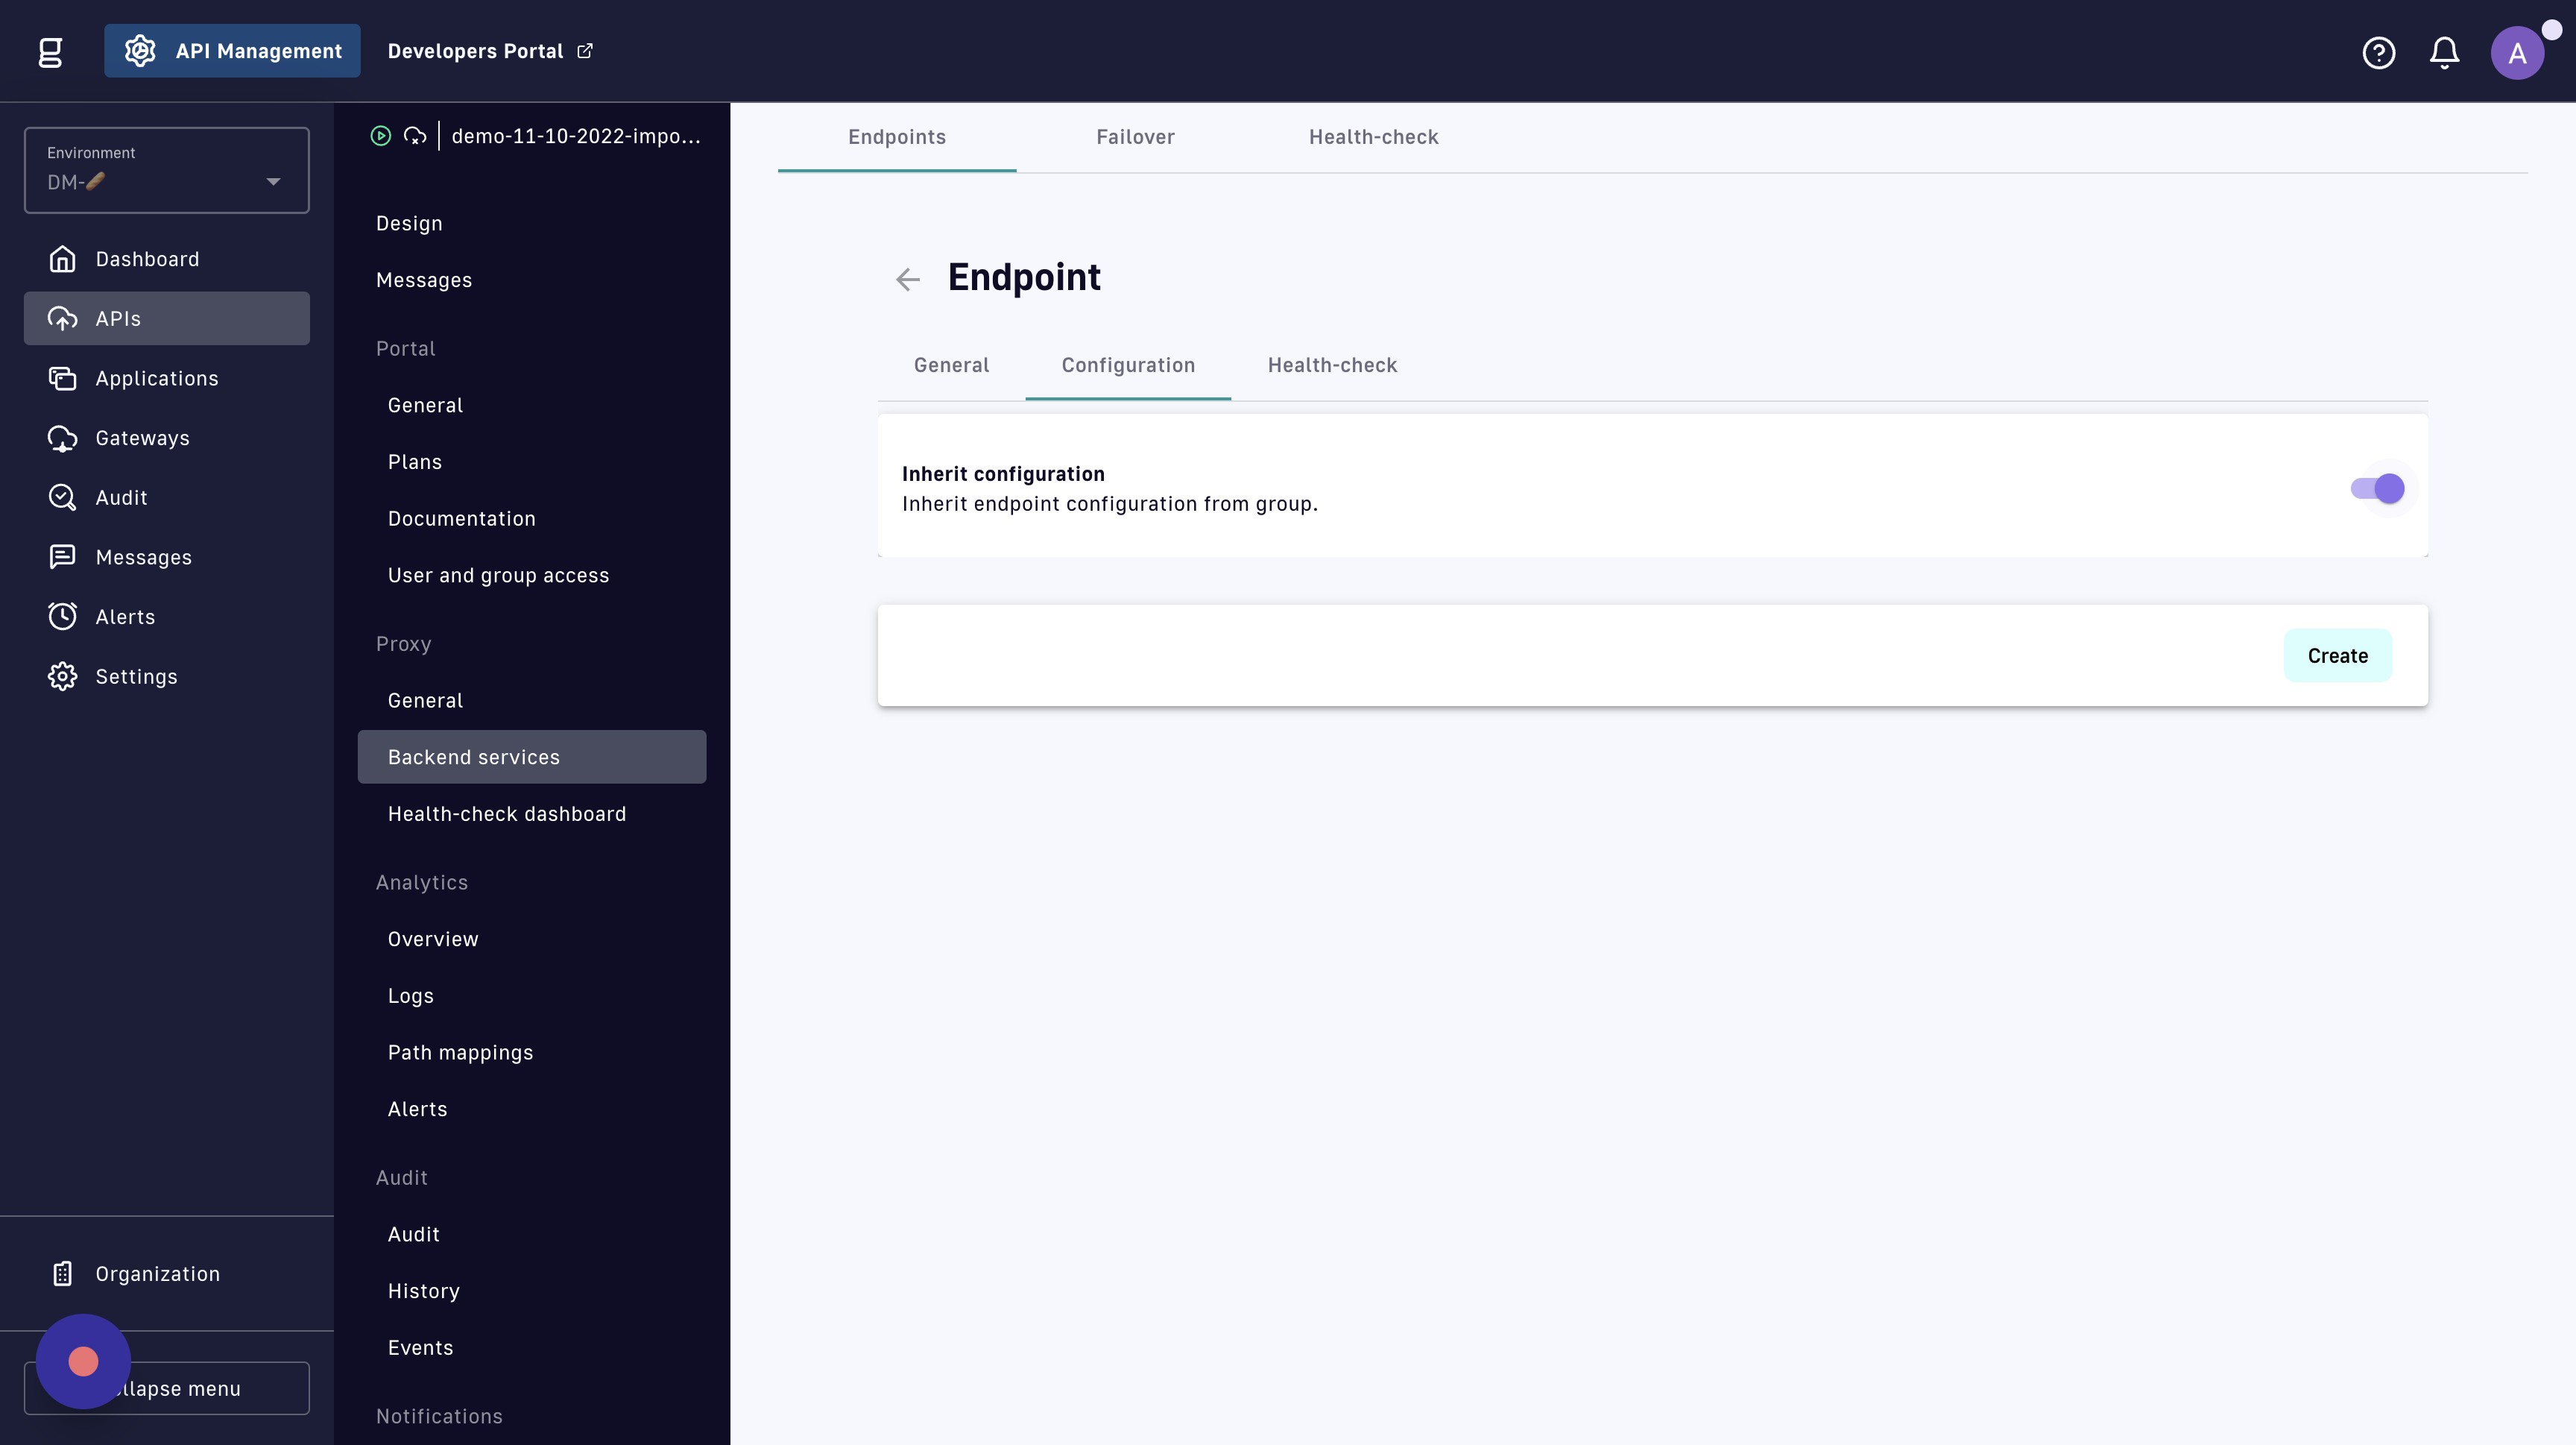 g API Management Developers Portal A
Environment
DM-🥖
Dashboard
APIs
Applications
Gateways
Audit
Messages
Alerts
Settings
Organization
llapse menu
demo-11-10-2022-impo...
Design
Messages
Portal
General
Plans
Documentation
User and group access
Proxy
General
Backend services
Health-check dashboard
Analytics
Overview
Logs
Path mappings
Alerts
Audit
Audit
History
Events
Notifications
Endpoints Failover Health-check
Endpoint
General Configuration Health-check
Inherit configuration
Inherit endpoint configuration from group.
Create